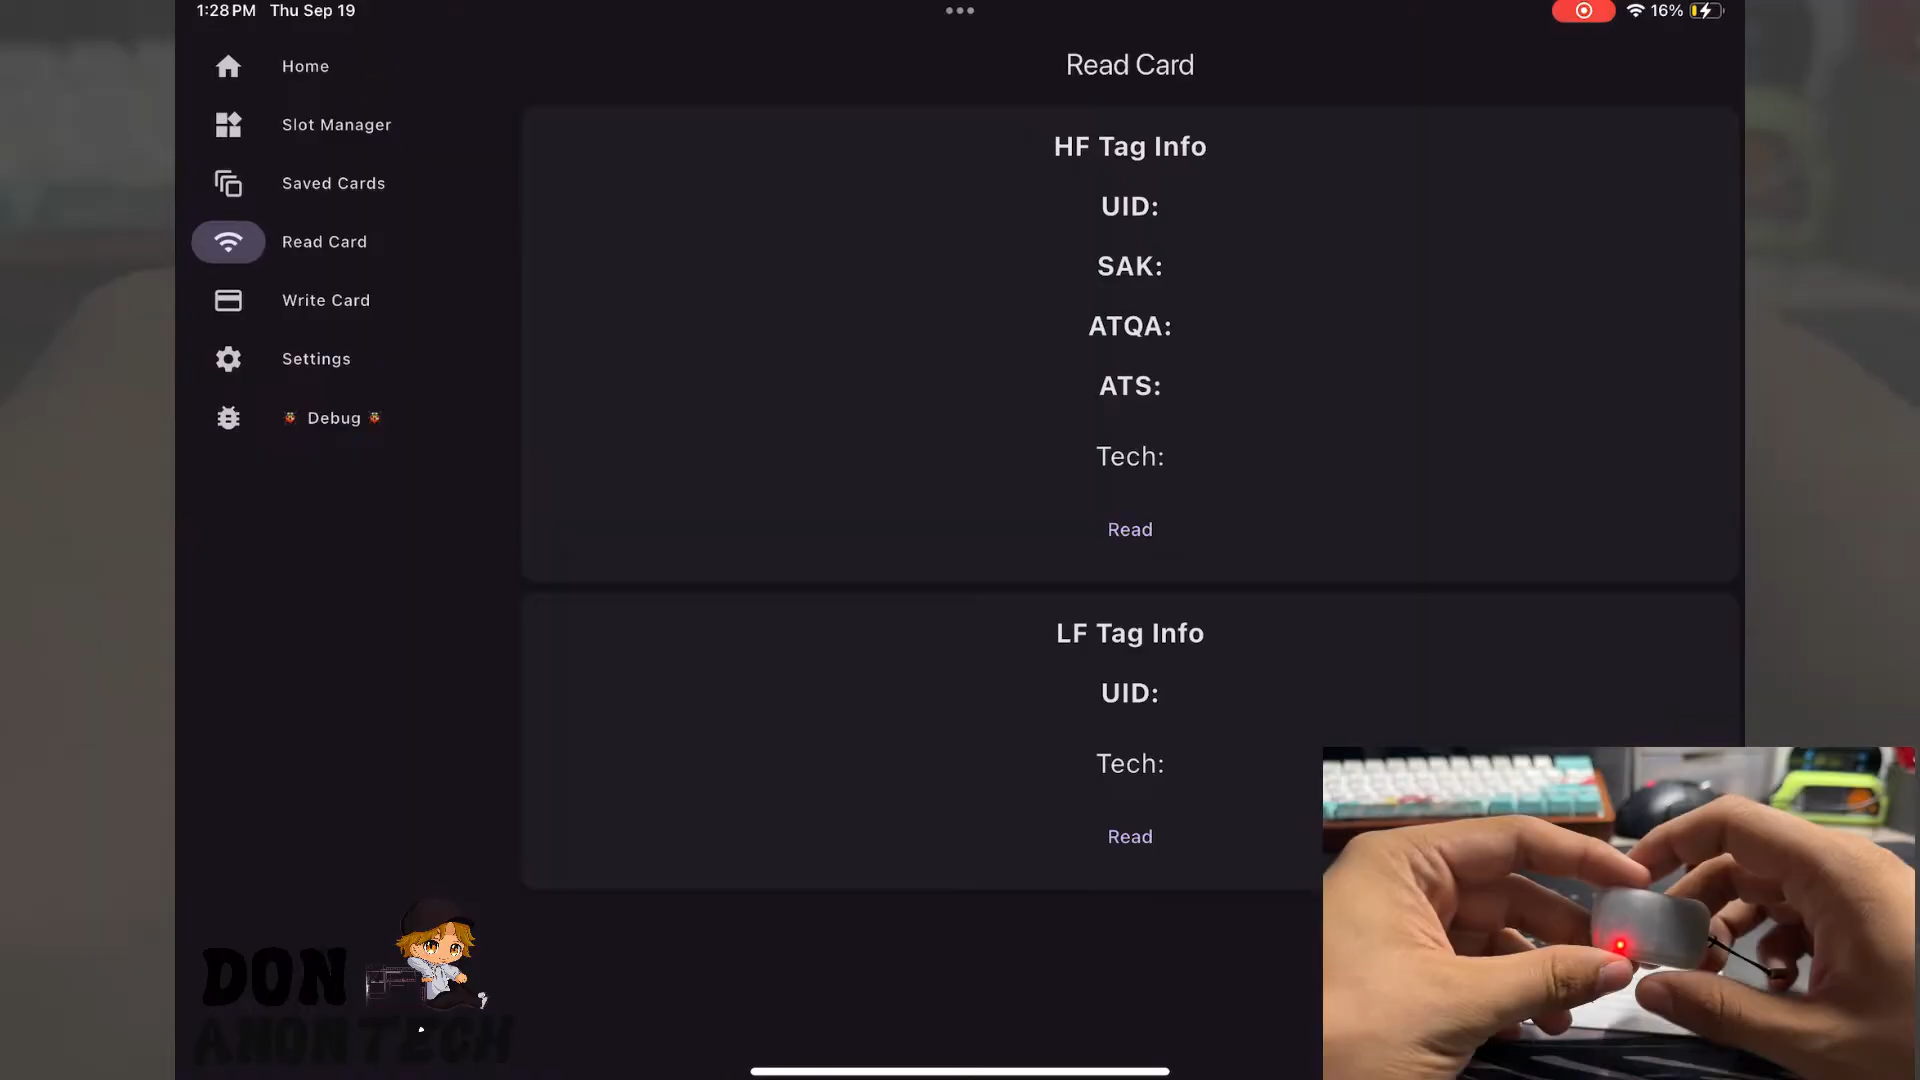 1:28 PM Thu Sep 19
16%
Home
Slot Manager
Saved Cards
Read Card
Write Card
Settings
Debug
Read Card
HF Tag Info
UID:
SAK:
ATQA:
ATS:
Tech:
Read
LF Tag Info
UID:
Tech:
Read
DON
ANONTECH